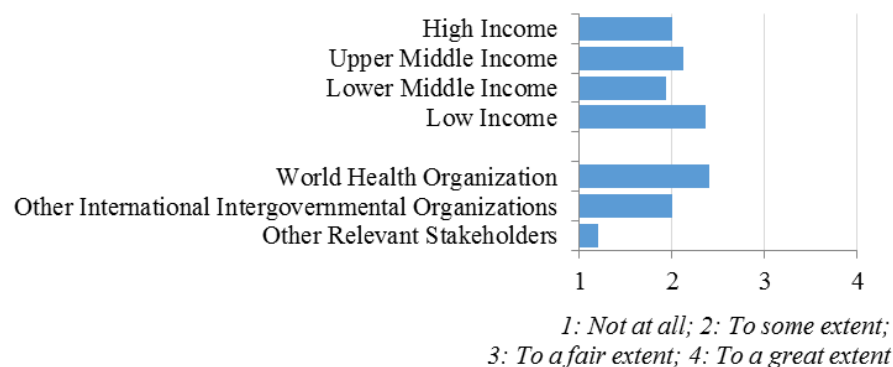 High Income
Upper Middle Income
Lower Middle Income
Low Income
World Health Organization
Other International Intergovernmental Organizations
Other Relevant Stakeholders
1 2 3 4
1: Not at all; 2: To some extent;
3: To a fair extent; 4: To a great extent